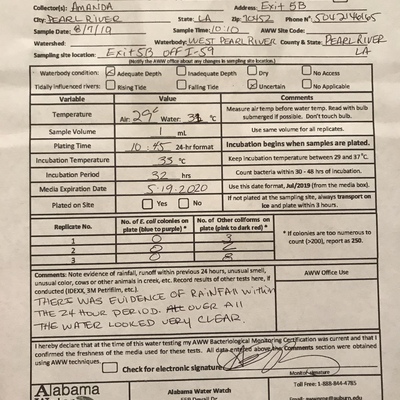 Collector(s): AMANDA Address: Exit 5B
City: PEARL RIVER State: LA Zip: 70452 Phone №: 5042146165
Sample Date: 8/7/19 Sample Time: 10:10 AWW Site Code:
Watershed: Waterbody: WEST PEARL RIVER County & State: PEARL RIVER LA
Sampling site location: Exit 5B off I-59
(Notify the AWW office about any changes in sampling site location.)
Waterbody condition: Adequate Depth Inadequate Depth Dry No Access
Tidally influenced rivers: Rising Tide Falling Tide Uncertain No Applicable
Variable Value Comments
Temperature Air: 29° Water: 31 °C Measure air temp before water temp. Read with bulb submerged if possible. Don't touch bulb.
Sample Volume 1 mL Use same volume for all replicates.
Plating Time 10:45 24-hr format Incubation begins when samples are plated.
Incubation Temperature 33 °C Keep incubation temperature between 29 and 37 °C.
Incubation Period 32 hrs Count bacteria within 30 - 48 hrs of incubation.
Media Expiration Date 5-19-2020 Use this date format, Jul/2019 (from the media box).
Plated on Site Yes No If not plated at the sampling site, always transport on ice and plate within 3 hours.
Replicate No. No. of E. coli colonies on plate (blue to purple) * No. of Other coliforms on plate (pink to dark red) *
1 0 3
2 0 2
3 0 8
* If colonies are too numerous to count (>200), report as 250.
Comments: Note evidence of rainfall, runoff within previous 24 hours, unusual smell, unusual color, cows or other animals in creek, etc. Record results of other tests here, if conducted (IDEXX, 3M Petrifilm, etc.). AWW Office Use
THERE WAS EVIDENCE OF RAINFALL within
THE 24 HOUR PERIOD. OVER ALL
THE WATER LOOKED VERY CLEAR
I hereby declare that at the time of this water testing my AWW Bacteriological Monitoring Certification was current and that I
confirmed the freshness of the media used for these tests. All data entered above the Comments section were obtained
using AWW techniques.
Check for electronic signature
Monitor signature
Alabama
Alabama Water Watch
Toll Free: 1-888-844-4785